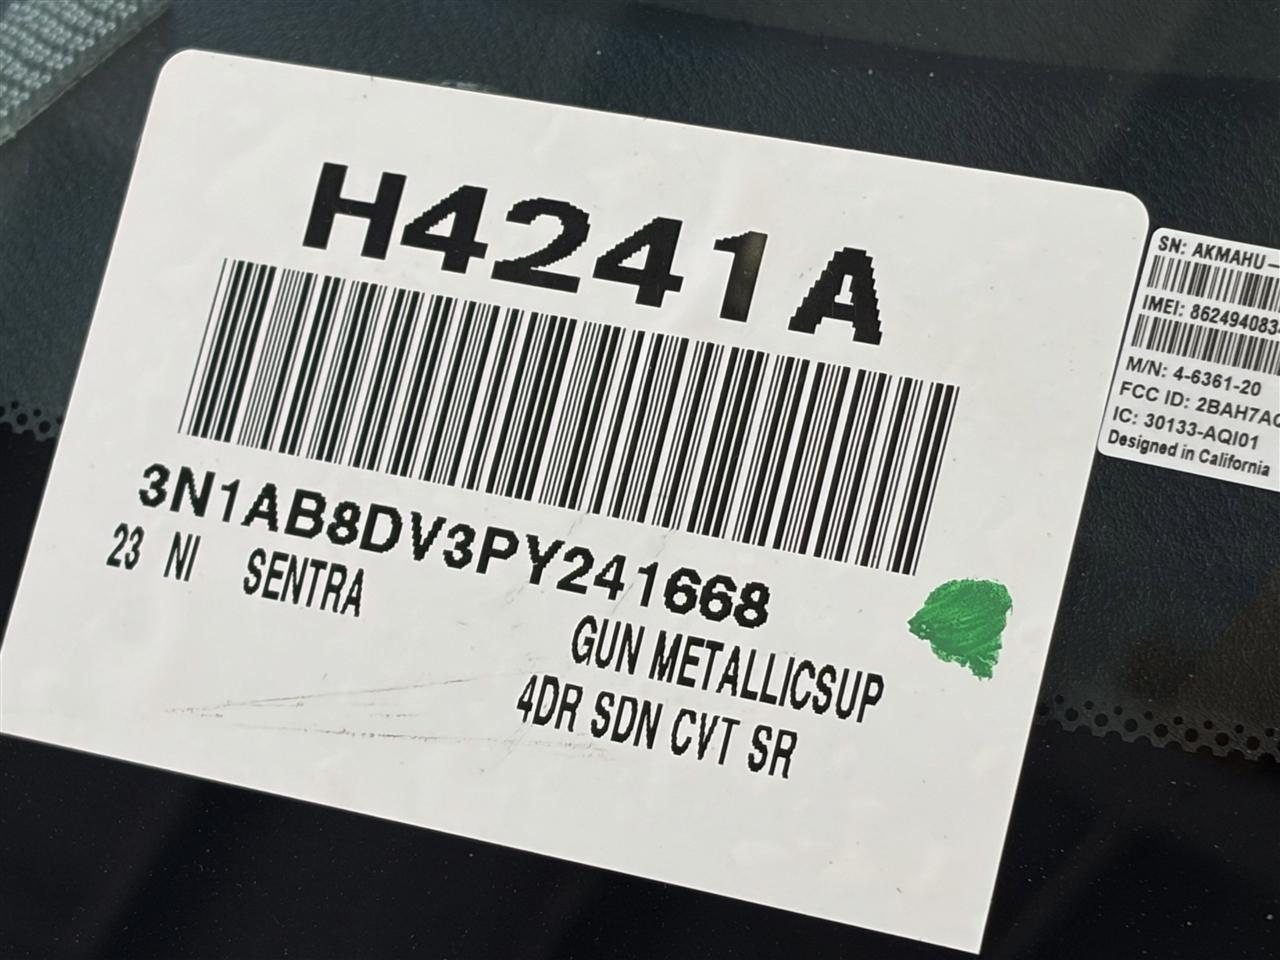 H4241A
3N1AB8DV3PY241668
23 NI SENTRA
GUN METALLICSUP
4DR SDN CVT SR
SN: AKMAHU-
IMEI: 862494083
M/N: 4-6361-20
FCC ID: 2BAH7AQ
IC: 30133-AQI01
Designed in California